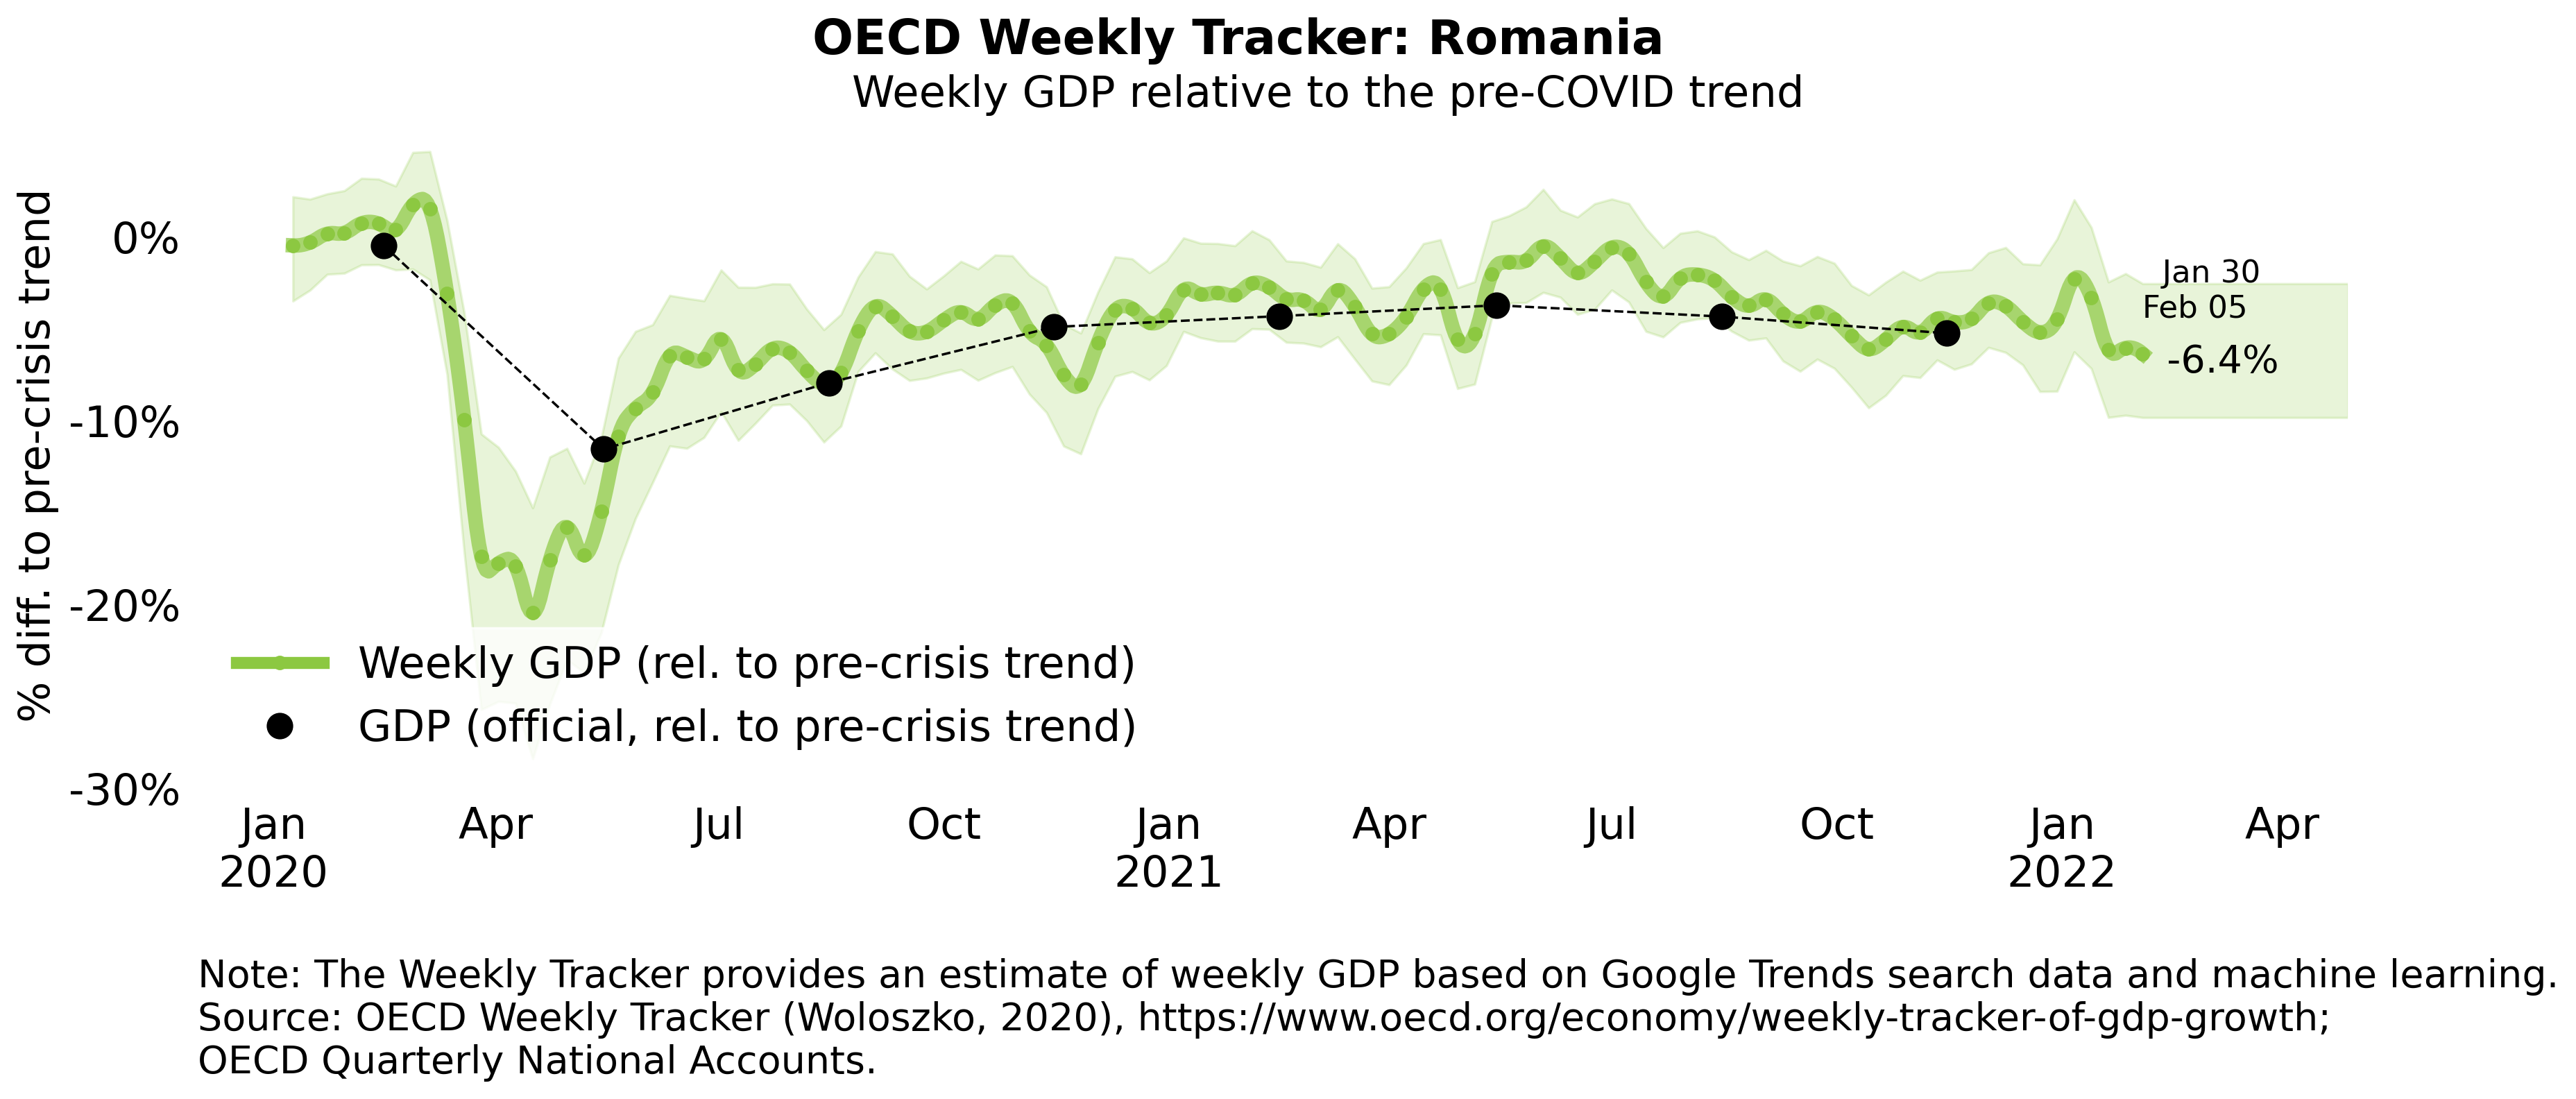 OECD Weekly Tracker: Romania
Weekly GDP relative to the pre-COVID trend
% diff. to pre-crisis trend
0%
-10%
-20%
-30%
Jan 30
Feb 05
-6.4%
Weekly GDP (rel. to pre-crisis trend)
GDP (official, rel. to pre-crisis trend)
Jan Apr Jul Oct Jan Apr Jul Oct Jan Apr
2020 2021 2022
Note: The Weekly Tracker provides an estimate of weekly GDP based on Google Trends search data and machine learning.
Source: OECD Weekly Tracker (Woloszko, 2020), https://www.oecd.org/economy/weekly-tracker-of-gdp-growth;
OECD Quarterly National Accounts.